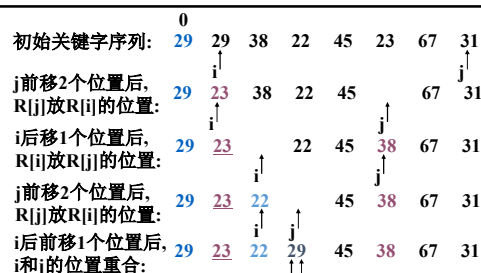 0
初始关键字序列: 29 29 38 22 45 23 67 31
i j
j前移2个位置后,
R[j]放R[i]的位置: 29 23 38 22 45 67 31
i j
i后移1个位置后,
R[i]放R[j]的位置: 29 23 22 45 38 67 31
i j
j前移2个位置后,
R[j]放R[i]的位置: 29 23 22 45 38 67 31
i j
i后前移1个位置后,
i和j的位置重合: 29 23 22 29 45 38 67 31